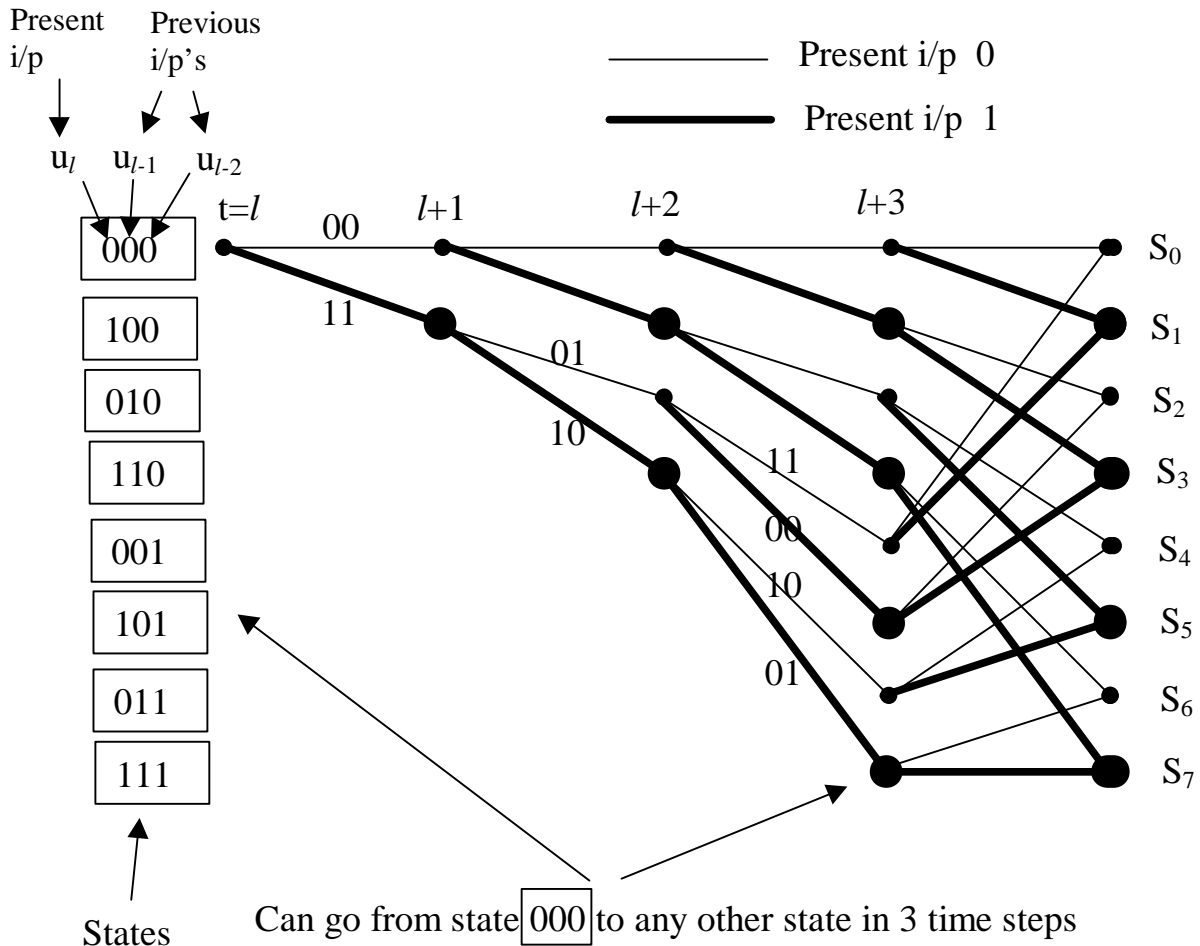 Present
i/p
Previous
i/p's
Present i/p 0
Present i/p 1
u_l u_{l-1} u_{l-2}
t=l l+1 l+2 l+3
000
100
010
110
001
101
011
111
00
11
01
10
11
00
10
01
S_0
S_1
S_2
S_3
S_4
S_5
S_6
S_7
States
Can go from state 000 to any other state in 3 time steps